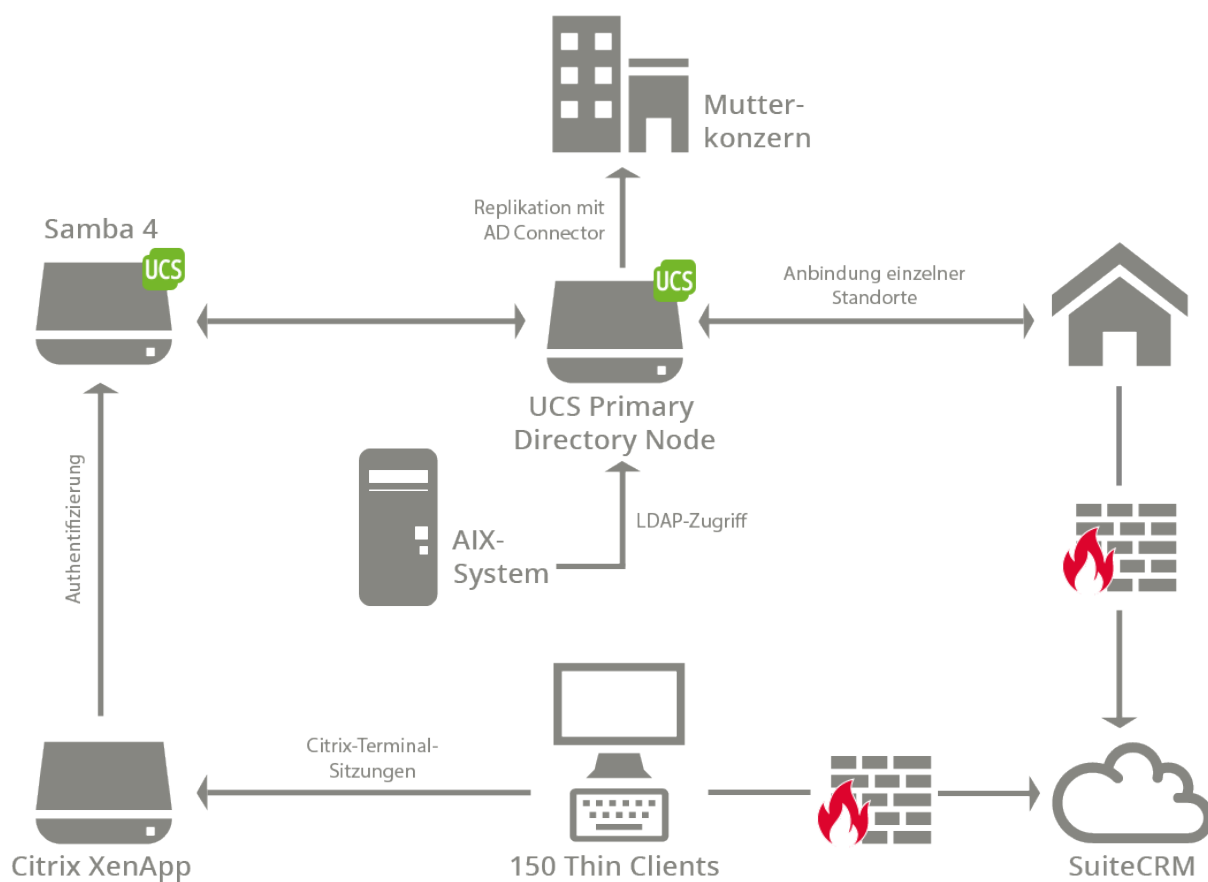 Mutter-
konzern
Replikation mit
AD Connector
Samba 4
UCS
UCS
Anbindung einzelner
Standorte
UCS Primary
Directory Node
Authentifizierung
AIX-
System
LDAP-Zugriff
Citrix-Terminal-
Sitzungen
Citrix XenApp
150 Thin Clients
SuiteCRM